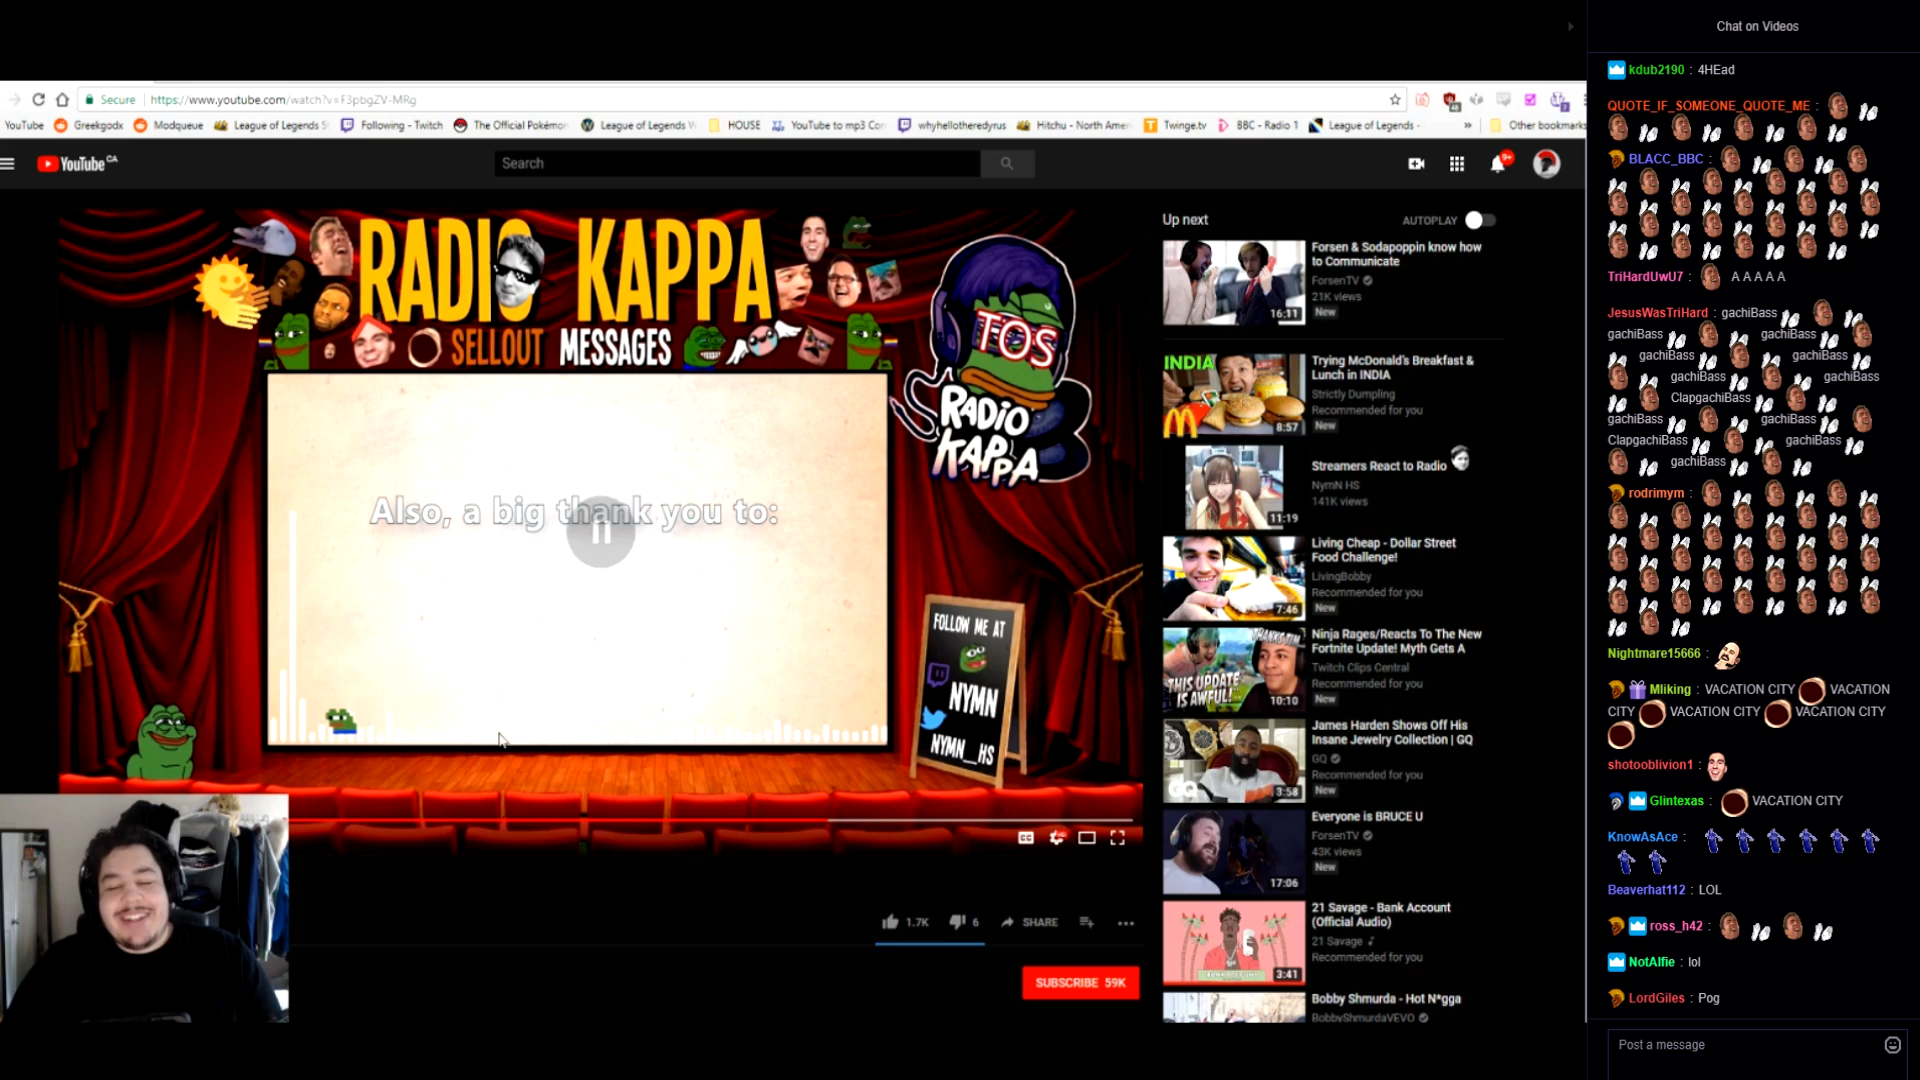 Chat on Videos
Secure https://www.youtube.com/watch?v=F3pbgZV-MRg
YouTube Greekgodx Modqueue League of Legends S Following - Twitch The Official Pokémon League of Legends W HOUSE YouTube to mp3 Con whyhellotheredyrus Hitchu - North Amer Twinge.tv BBC - Radio 1 League of Legends - » Other bookmarks
YouTube CA
Search
9+
RADIO KAPPA
SELLOUT MESSAGES
TOS
RADIO
KAPPA
Also, a big thank you to:
FOLLOW ME AT
NYMN
NYMN__HS
1.7K 6 SHARE
SUBSCRIBE 59K
Up next
AUTOPLAY
Forsen & Sodapoppin know how
to Communicate
ForsenTV
21K views
New
16:11
INDIA
Trying McDonald's Breakfast &
Lunch in INDIA
Strictly Dumpling
Recommended for you
New
8:57
Streamers React to Radio
NymN HS
141K views
11:19
Living Cheap - Dollar Street
Food Challenge!
LivingBobby
Recommended for you
New
7:46
THIS UPDATE
IS AWFUL!
Ninja Rages/Reacts To The New
Fortnite Update! Myth Gets A
Twitch Clips Central
Recommended for you
New
10:10
James Harden Shows Off His
Insane Jewelry Collection | GQ
GQ
Recommended for you
New
GQ
3:58
Everyone is BRUCE U
ForsenTV
43K views
New
17:06
21 Savage - Bank Account
(Official Audio)
21 Savage
Recommended for you
3:41
Bobby Shmurda - Hot N*gga
BobbyShmurdaVEVO
kdub2190 : 4HEad
QUOTE_IF_SOMEONE_QUOTE_ME :
BLACC_BBC :
TriHardUwU7 : A A A A A
JesusWasTriHard : gachiBass
gachiBass gachiBass
gachiBass gachiBass
gachiBass gachiBass
ClapgachiBass
gachiBass gachiBass
ClapgachiBass gachiBass
gachiBass
rodrimym :
Nightmare15666 :
Mliking : VACATION CITY VACATION
CITY VACATION CITY VACATION CITY
shotooblivion1 :
Glintexas : VACATION CITY
KnowAsAce :
Beaverhat112 : LOL
ross_h42 :
NotAlfie : lol
LordGiles : Pog
Post a message